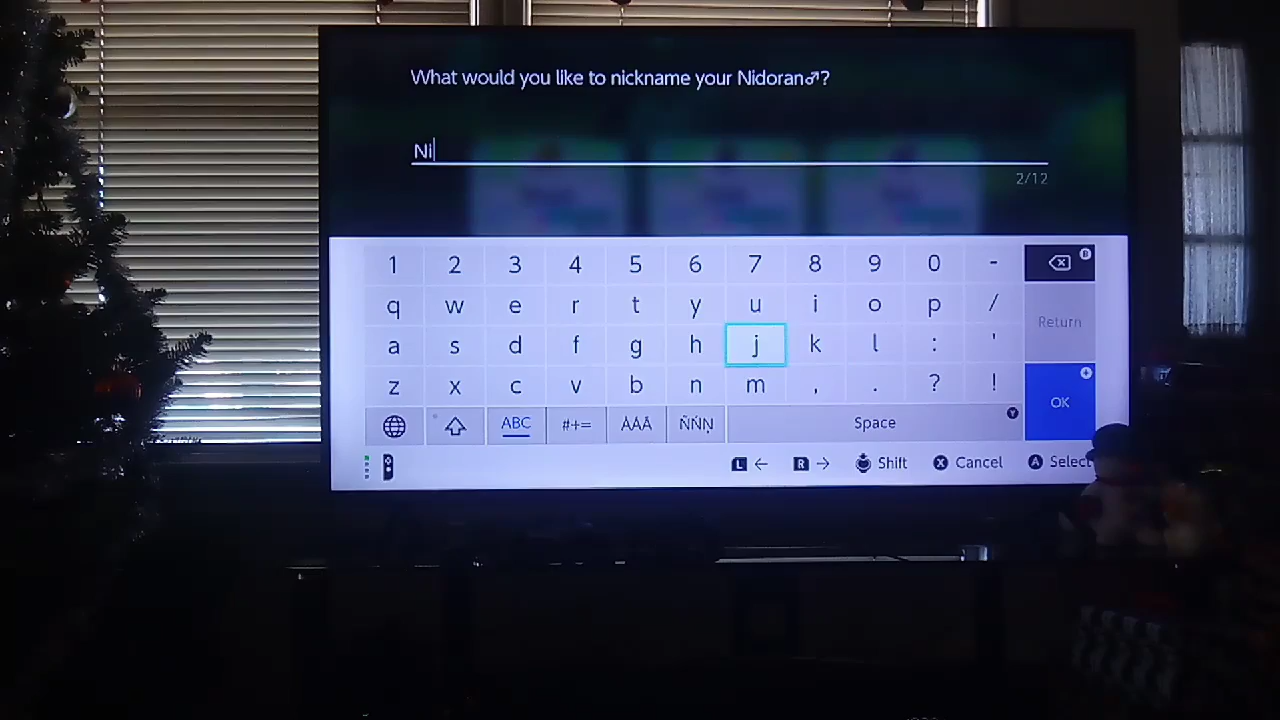 What would you like to nickname your Nidoran♂?
Ni
2/12
1 2 3 4 5 6 7 8 9 0 -
q w e r t y u i o p /
Return
a s d f g h j k l : '
z x c v b n m , . ? !
OK
ABC #+= ÀÁÂ ÑŃŅ Space
L ← R → Shift X Cancel A Select